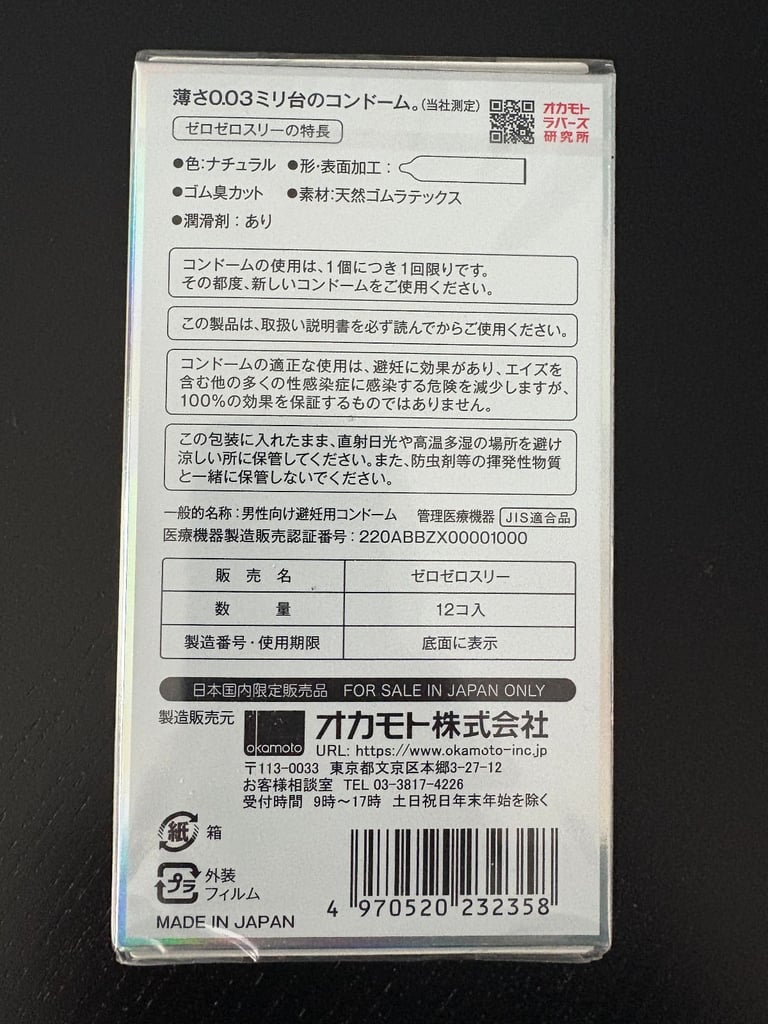 薄さ0.03ミリ台のコンドーム。(当社測定)
オカモト
ラバーズ
研究所
ゼロゼロスリーの特長
●色:ナチュラル ●形・表面加工:
●ゴム臭カット ●素材:天然ゴムラテックス
●潤滑剤:あり
コンドームの使用は、1個につき1回限りです。
その都度、新しいコンドームをご使用ください。
この製品は、取扱い説明書を必ず読んでからご使用ください。
コンドームの適正な使用は、避妊に効果があり、エイズを
含む他の多くの性感染症に感染する危険を減少しますが、
100%の効果を保証するものではありません。
この包装に入れたまま、直射日光や高温多湿の場所を避け
涼しい所に保管してください。また、防虫剤等の揮発性物質
と一緒に保管しないでください。
一般的名称:男性向け避妊用コンドーム 管理医療機器 JIS適合品
医療機器製造販売認証番号:220ABBZX00001000
販売名 ゼロゼロスリー
数量 12コ入
製造番号・使用期限 底面に表示
日本国内限定販売品 FOR SALE IN JAPAN ONLY
製造販売元 okamoto オカモト株式会社
URL: https://www.okamoto-inc.jp
〒113-0033 東京都文京区本郷3-27-12
お客様相談室 TEL 03-3817-4226
受付時間 9時〜17時 土日祝日年末年始を除く
紙 箱
プラ 外装
フィルム
MADE IN JAPAN
4 970520 232358